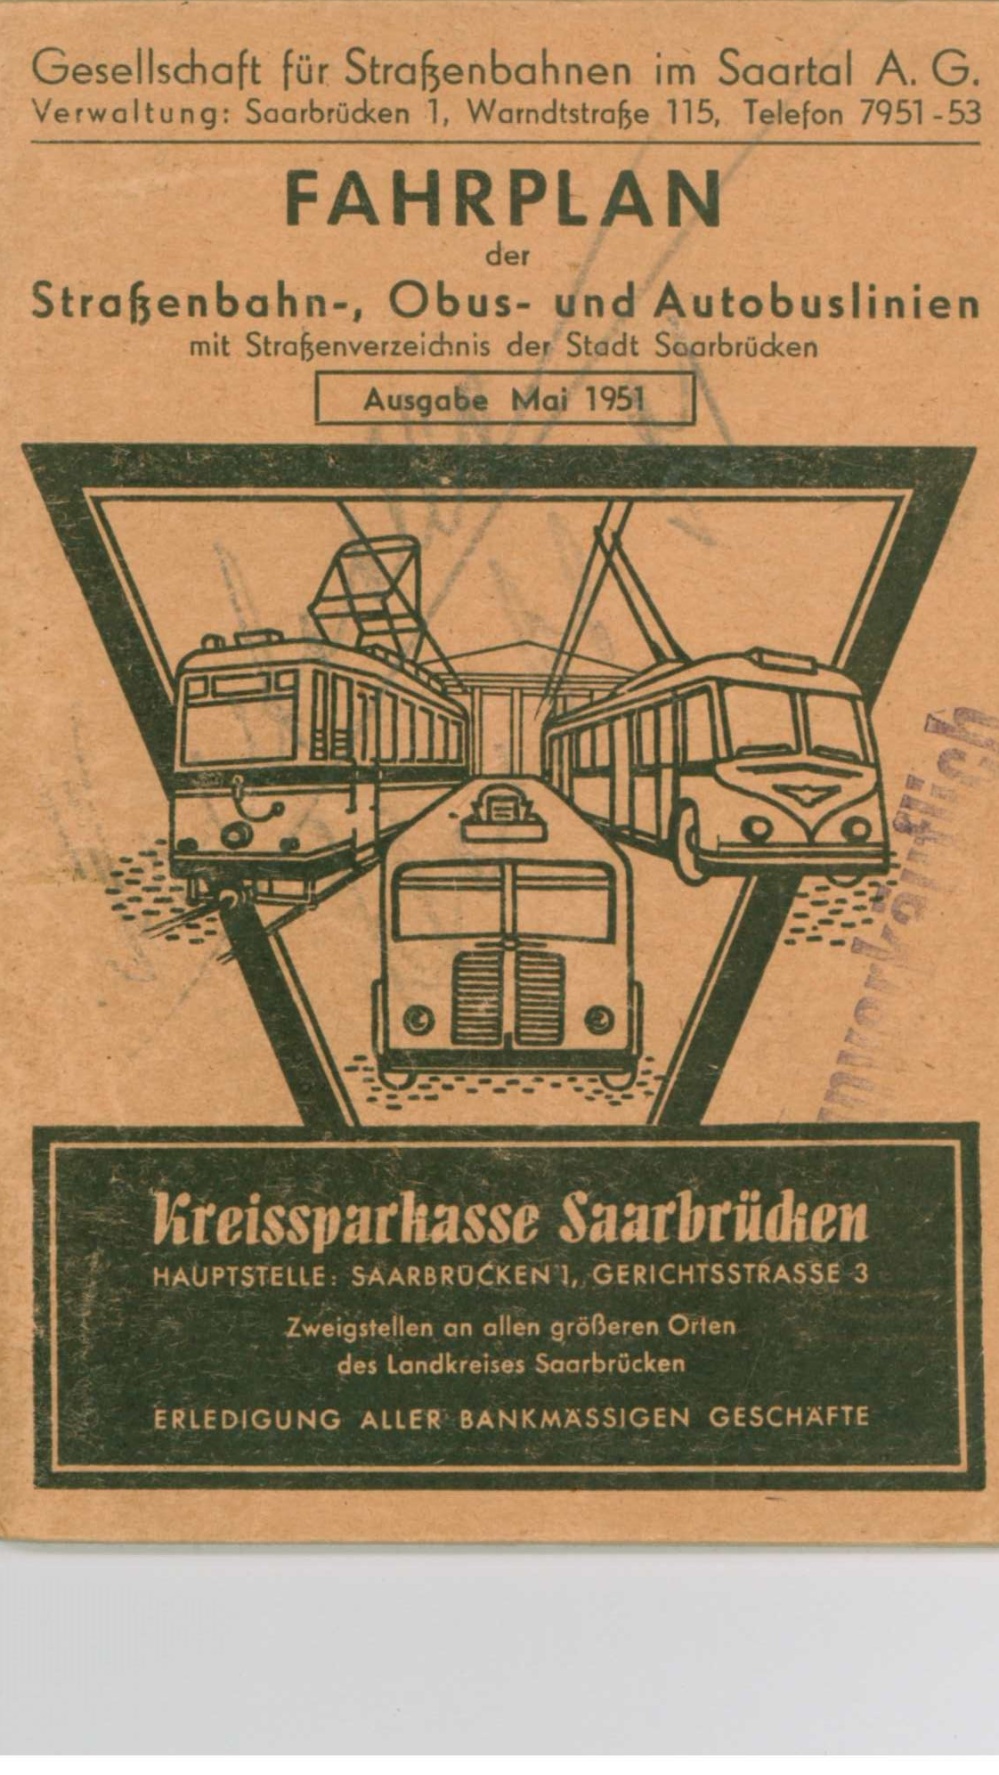 Gesellschaft für Straßenbahnen im Saartal A. G.
Verwaltung: Saarbrücken 1, Warndtstraße 115, Telefon 7951-53
FAHRPLAN
der
Straßenbahn-, Obus- und Autobuslinien
mit Straßenverzeichnis der Stadt Saarbrücken
Ausgabe Mai 1951
unverkäuflich
Kreissparkasse Saarbrücken
HAUPTSTELLE: SAARBRÜCKEN 1, GERICHTSSTRASSE 3
Zweigstellen an allen größeren Orten
des Landkreises Saarbrücken
ERLEDIGUNG ALLER BANKMÄSSIGEN GESCHÄFTE